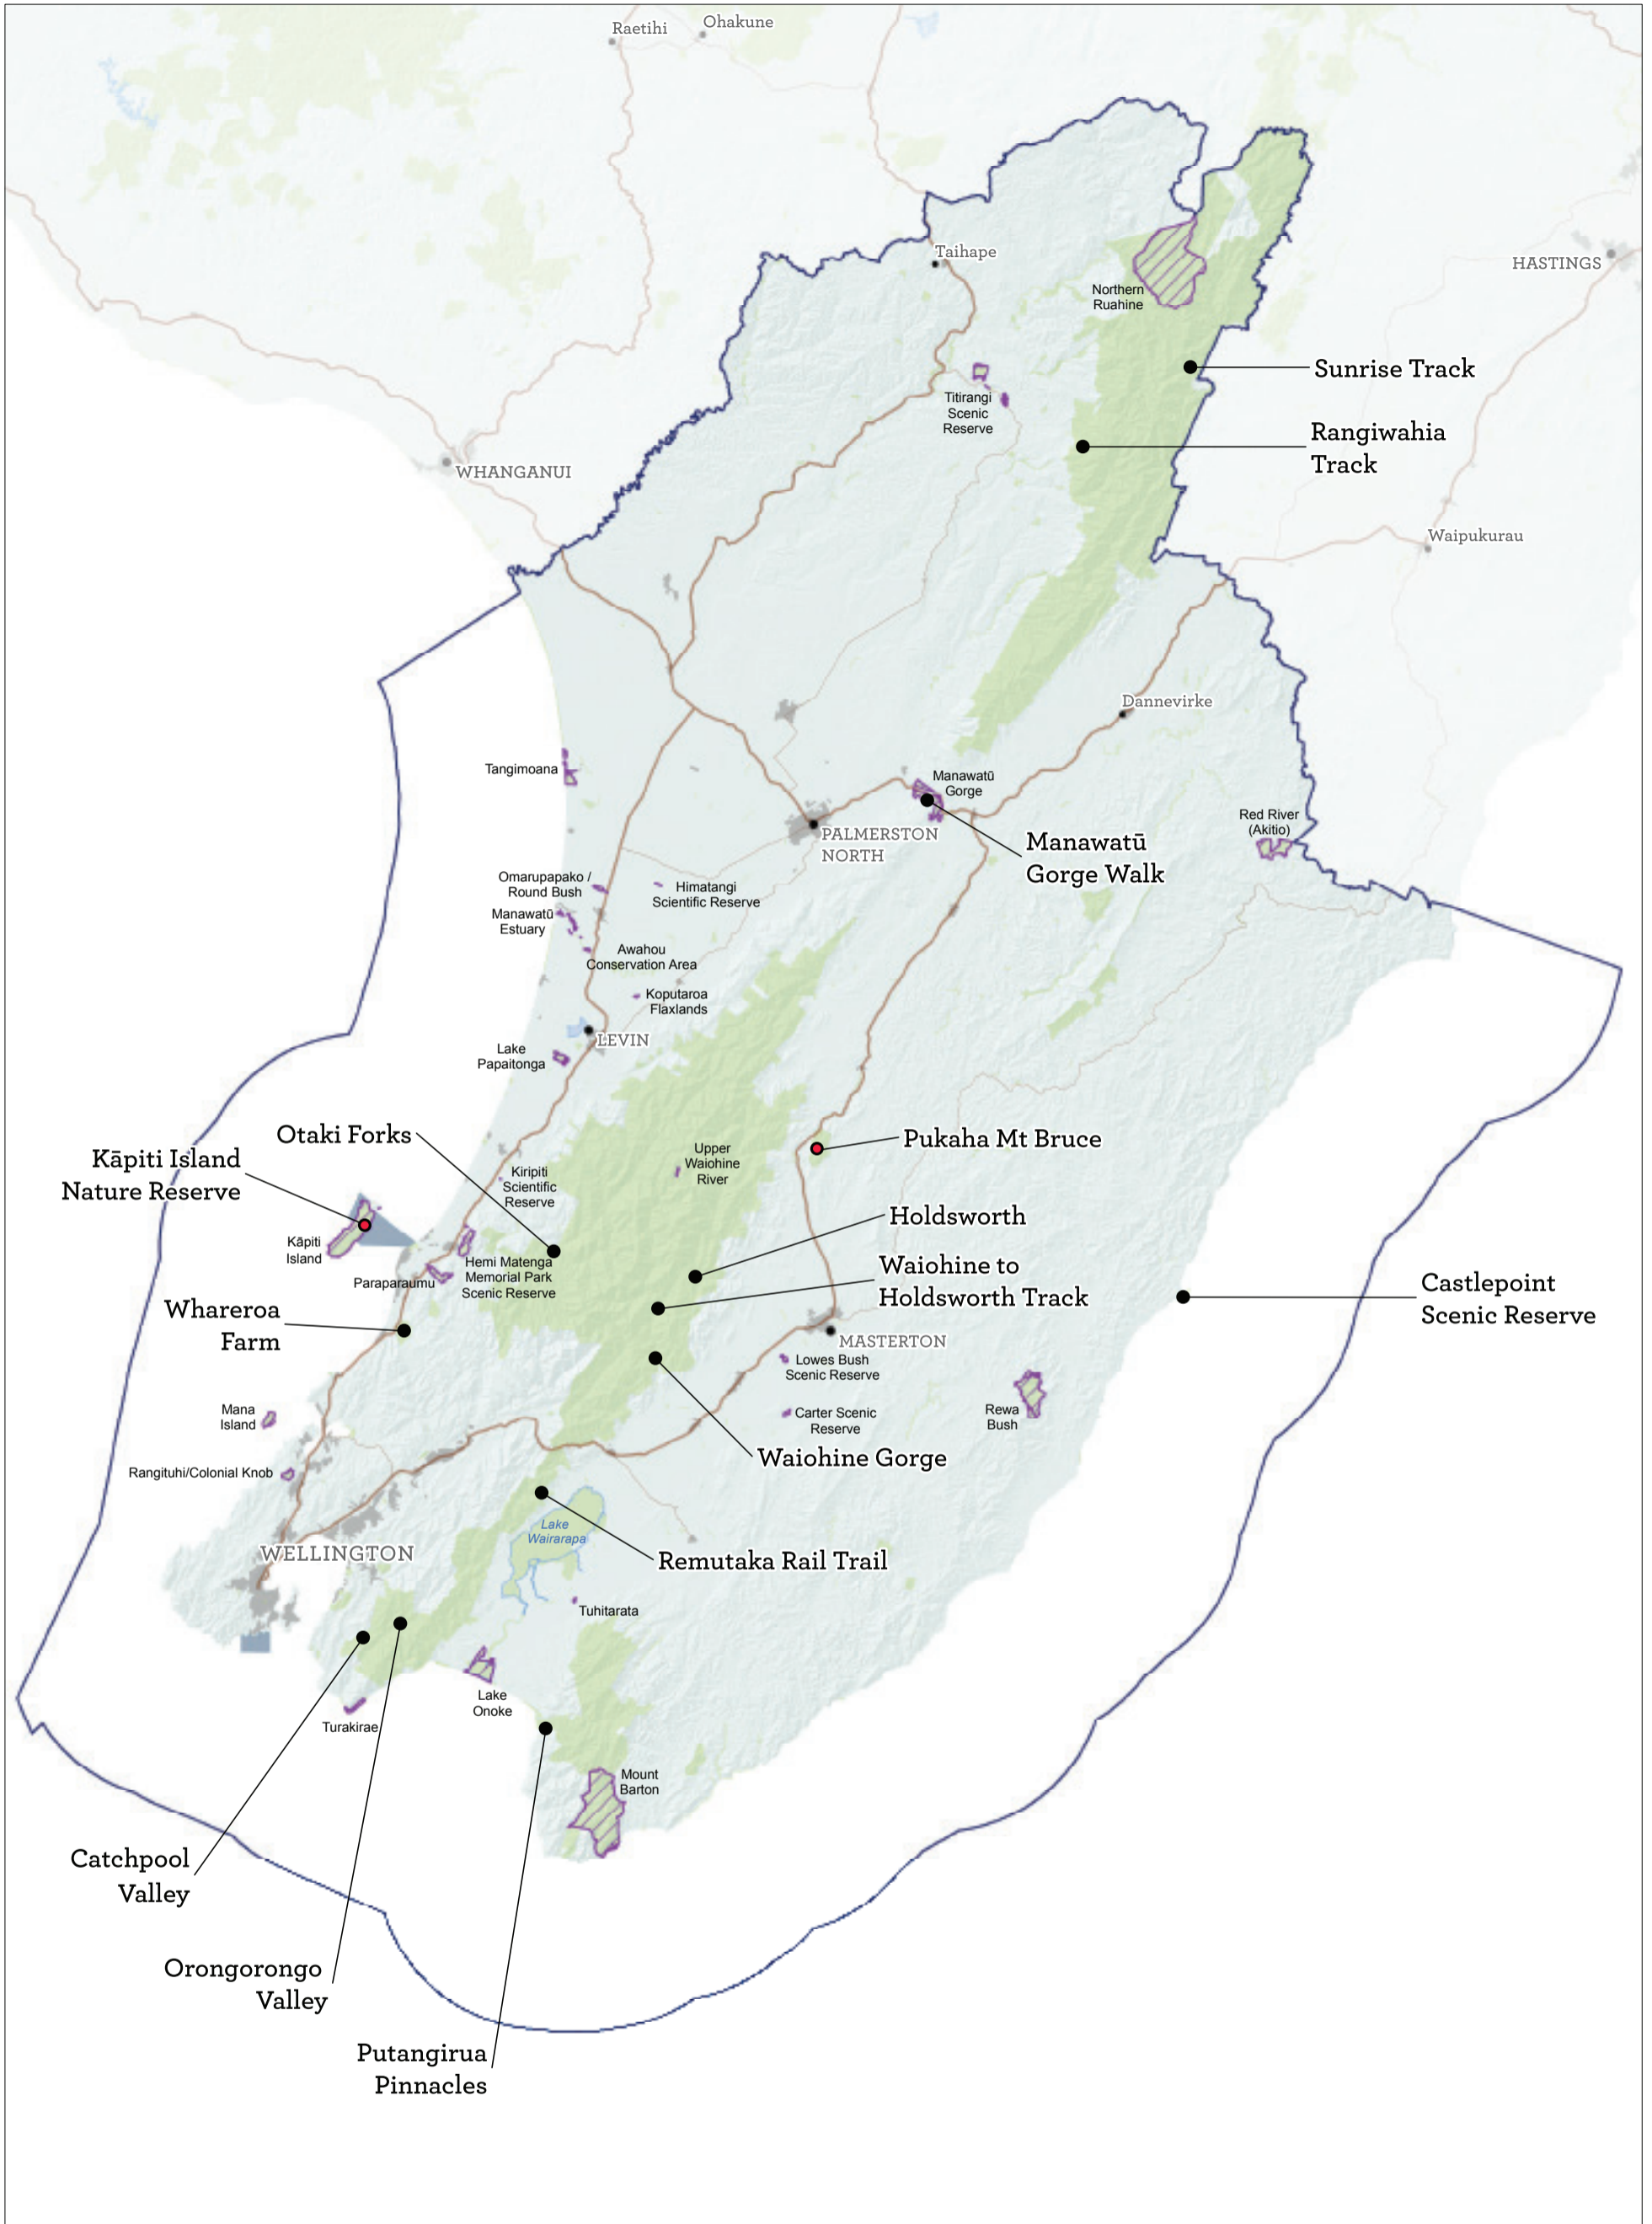 Raetihi
Ohakune
Taihape
HASTINGS
Northern
Ruahine
Sunrise Track
Titirangi
Scenic
Reserve
Rangiwahia
Track
WHANGANUI
Waipukurau
Dannevirke
Tangimoana
Manawatū
Gorge
Red River
(Akitio)
PALMERSTON
NORTH
Manawatū
Gorge Walk
Omarupapako /
Round Bush
Himatangi
Scientific Reserve
Manawatū
Estuary
Awahou
Conservation Area
Koputaroa
Flaxlands
LEVIN
Lake
Papaitonga
Otaki Forks
Pukaha Mt Bruce
Kāpiti Island
Nature Reserve
Upper
Waiohine
River
Kiripiti
Scientific
Reserve
Holdsworth
Kāpiti
Island
Hemi Matenga
Memorial Park
Scenic Reserve
Paraparaumu
Waiohine to
Holdsworth Track
Castlepoint
Scenic Reserve
Whareroa
Farm
MASTERTON
Lowes Bush
Scenic Reserve
Mana
Island
Carter Scenic
Reserve
Rewa
Bush
Waiohine Gorge
Rangituhi/Colonial Knob
Lake
Wairarapa
WELLINGTON
Remutaka Rail Trail
Tuhitarata
Lake
Onoke
Turakirae
Mount
Barton
Catchpool
Valley
Orongorongo
Valley
Putangirua
Pinnacles